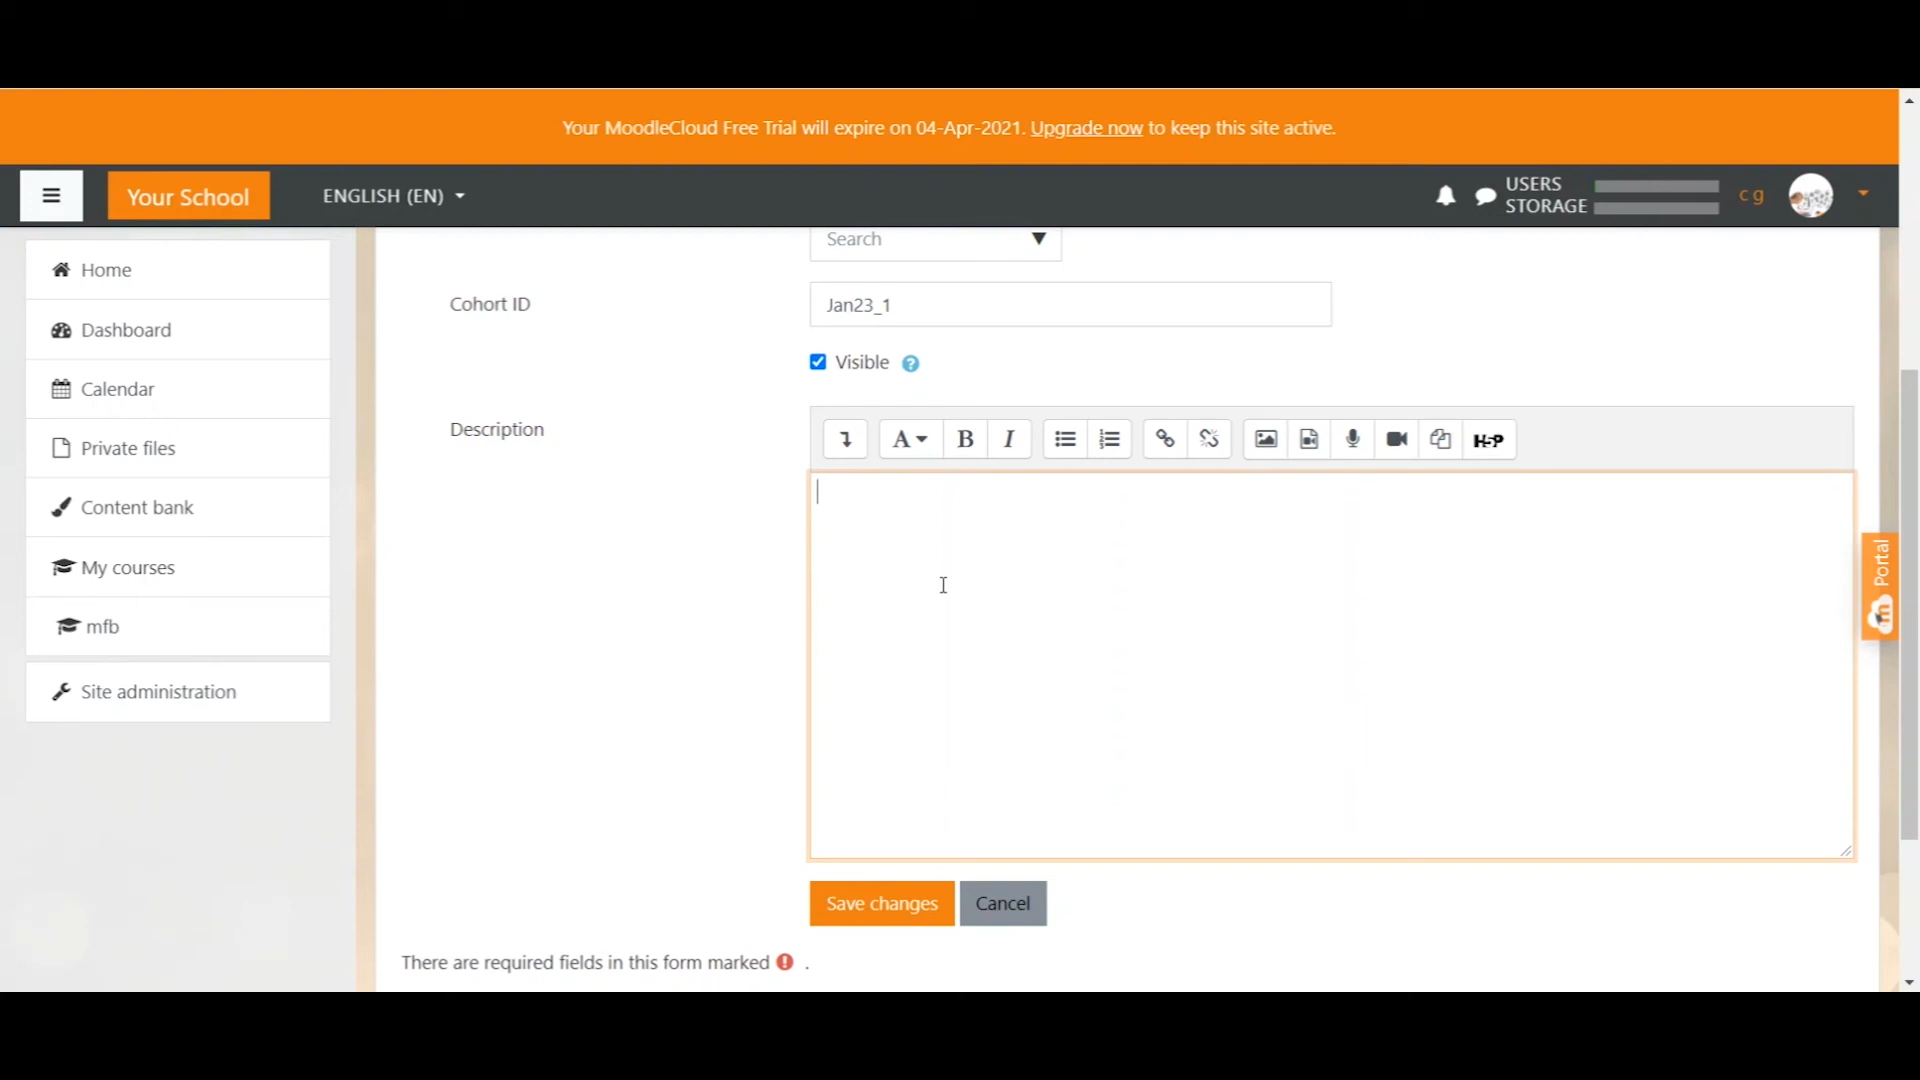 Your MoodleCloud Free Trial will expire on 04-Apr-2021. Upgrade now to keep this site active.
Your School
ENGLISH (EN)
USERS
STORAGE
c g
Home
Dashboard
Calendar
Private files
Content bank
My courses
mfb
Site administration
Search
Cohort ID
Jan23_1
Visible
Description
A
B
I
H5P
Portal
Save changes
Cancel
There are required fields in this form marked .